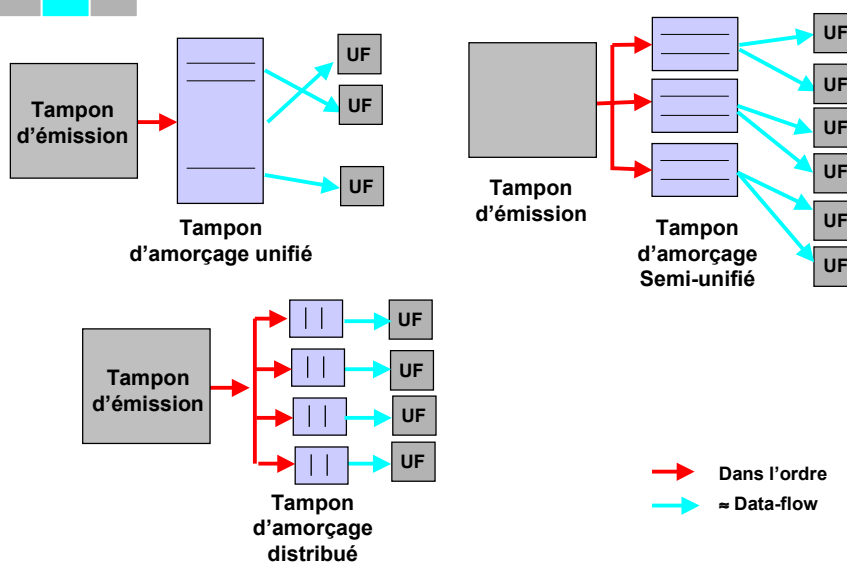 Tampon
d'émission
UF
UF
UF
Tampon
d'amorçage unifié
Tampon
d'émission
Tampon
d'amorçage
Semi-unifié
UF
UF
UF
UF
UF
UF
Tampon
d'émission
UF
UF
UF
UF
Tampon
d'amorçage
distribué
Dans l'ordre
≈ Data-flow